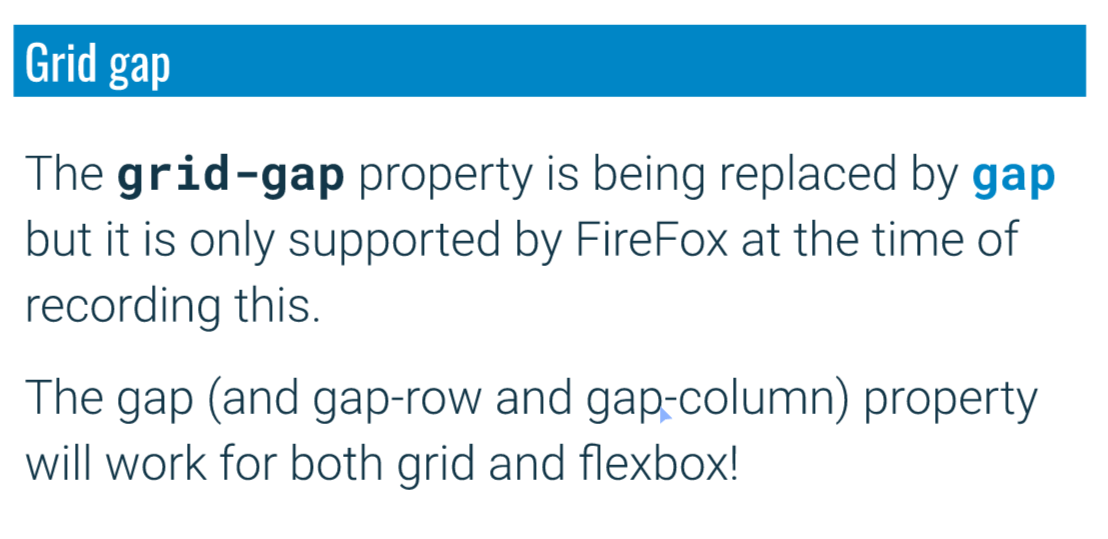 Grid gap
The grid-gap property is being replaced by gap
but it is only supported by FireFox at the time of
recording this.
The gap (and gap-row and gap-column) property
will work for both grid and flexbox!